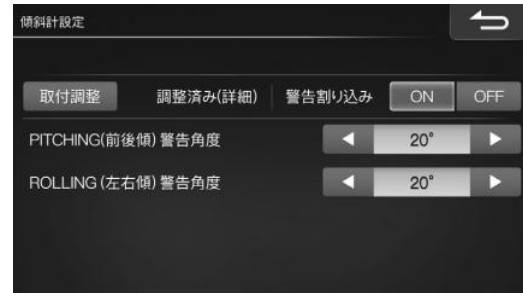 傾斜計設定
取付調整 調整済み(詳細) 警告割り込み ON OFF
PITCHING(前後傾)警告角度 ◀ 20° ▶
ROLLING(左右傾)警告角度 ◀ 20° ▶